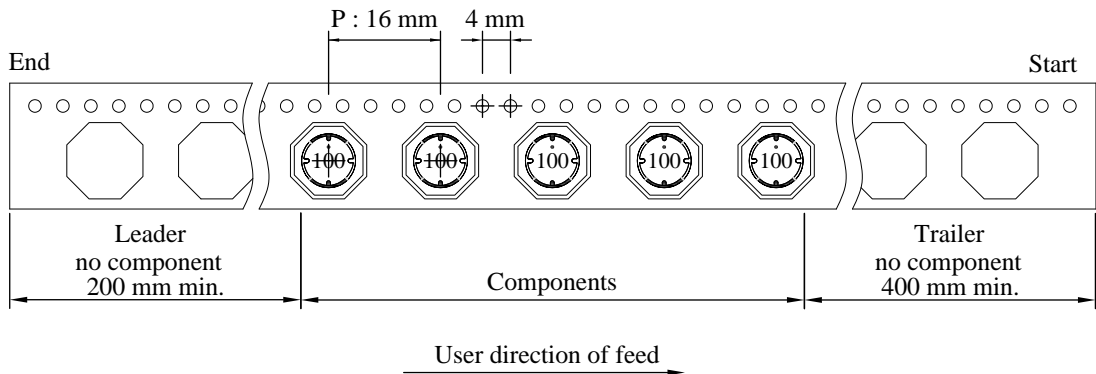 P : 16 mm 4 mm
End
Start
100 100 100 100 100
Leader
no component
200 mm min.
Components
Trailer
no component
400 mm min.
User direction of feed